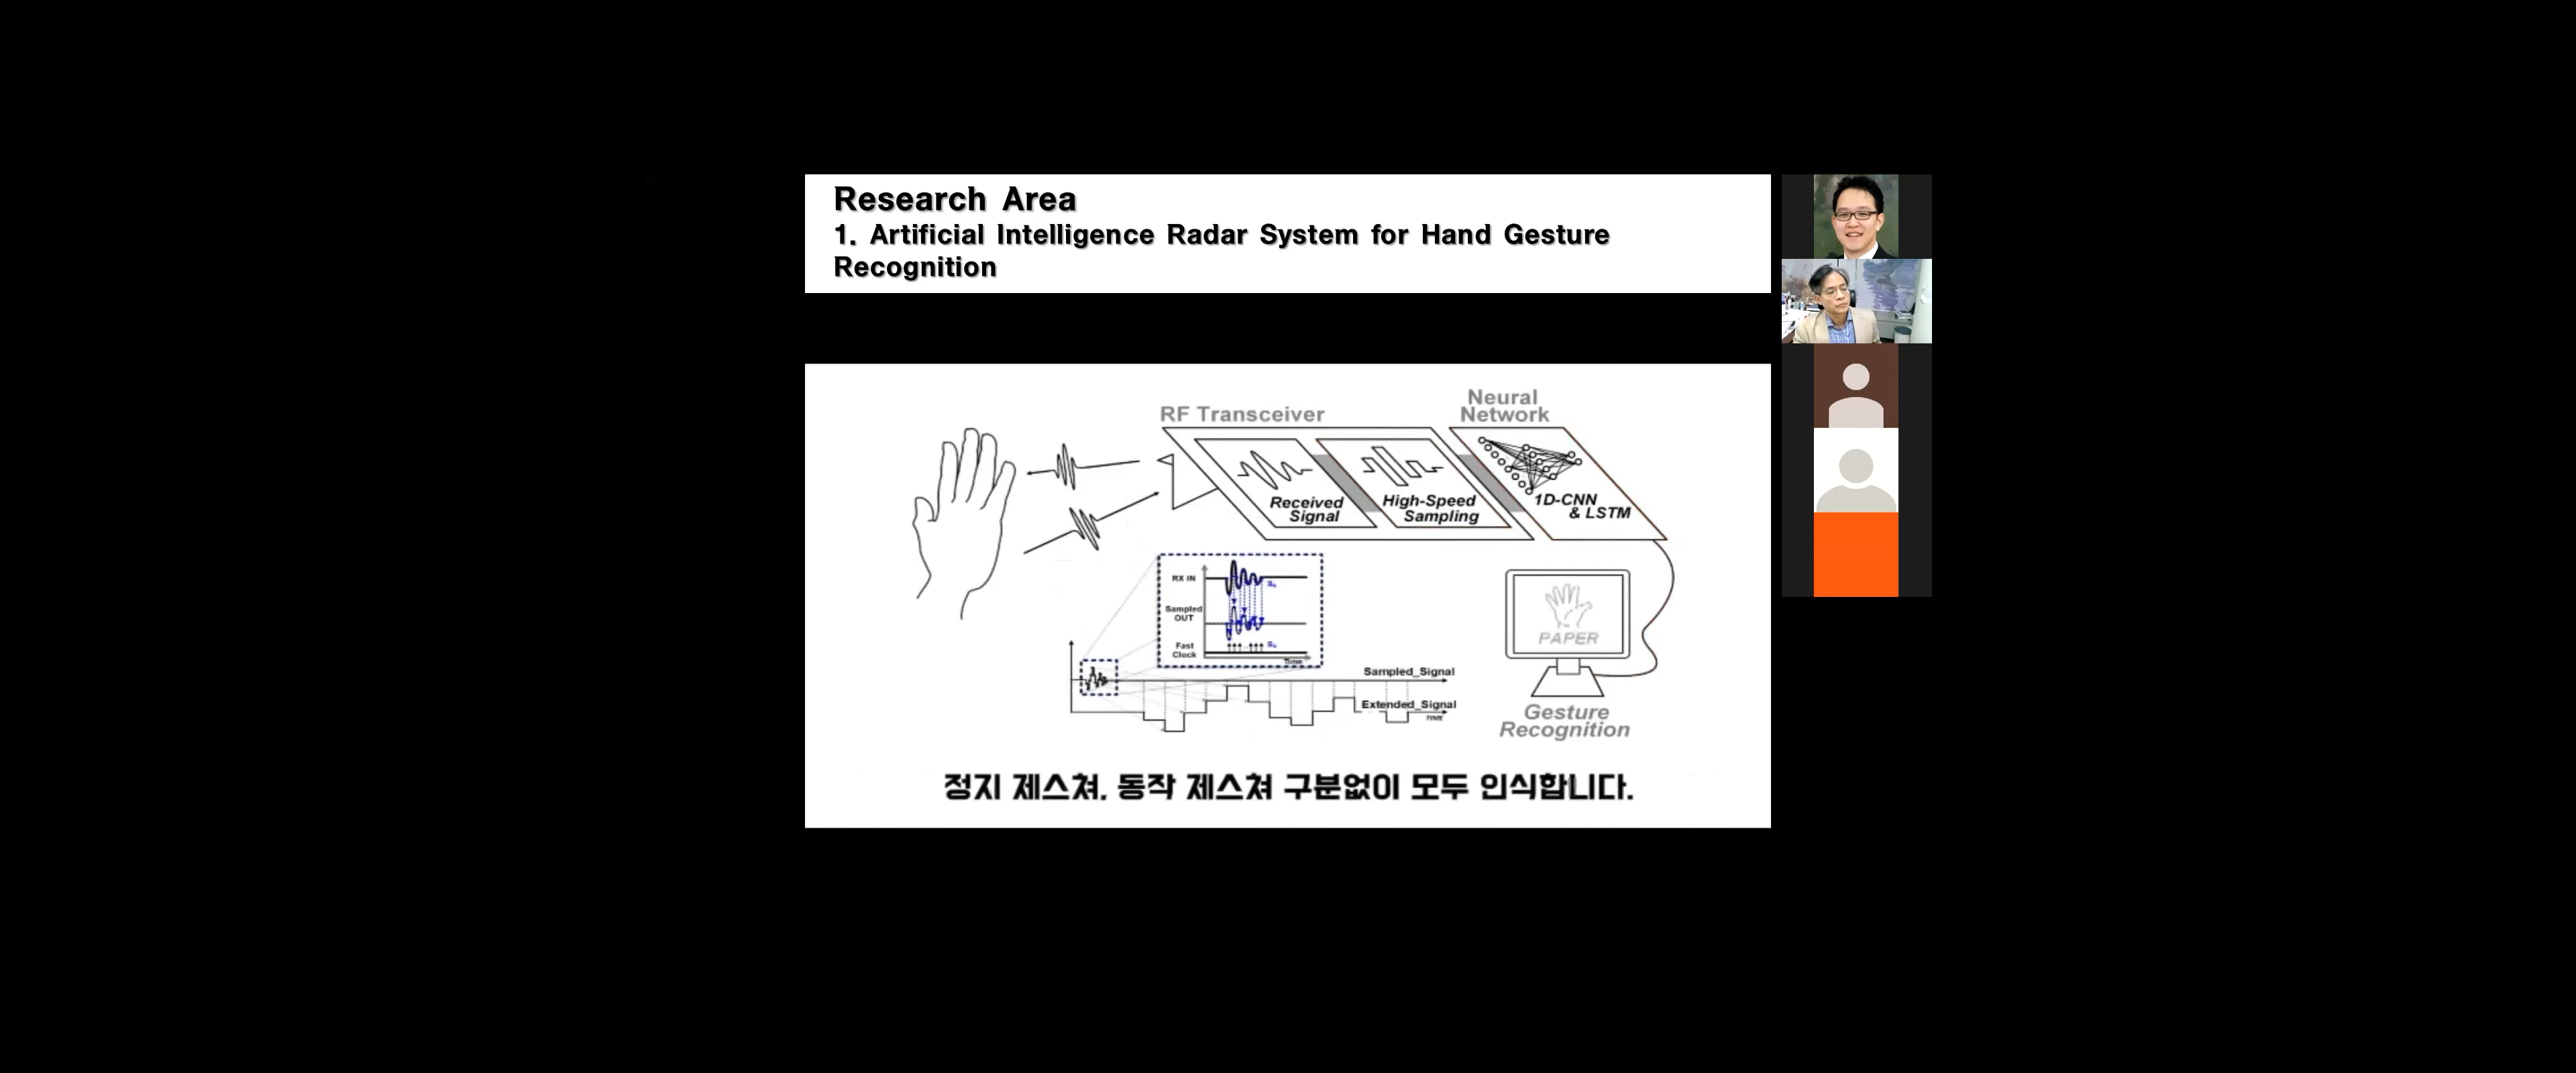 Research Area
1. Artificial Intelligence Radar System for Hand Gesture
Recognition
RF Transceiver
Neural
Network
Received
Signal
High-Speed
Sampling
1D-CNN
& LSTM
RX IN
Sampled
OUT
Fast
Clock
Time
PAPER
Sampled_Signal
Extended_Signal
TIME
Gesture
Recognition
정지 제스쳐, 동작 제스쳐 구분없이 모두 인식합니다.